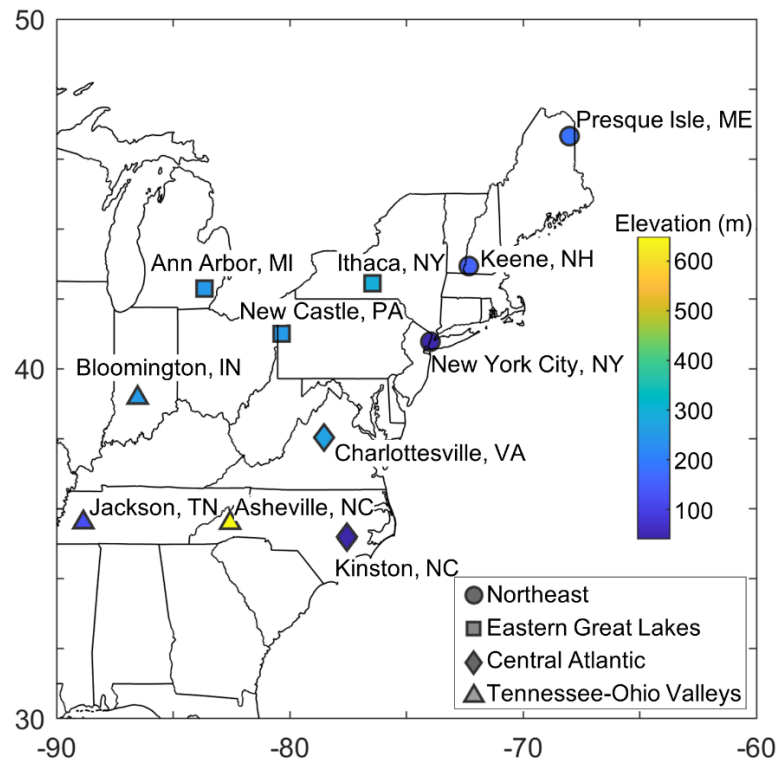 50
Presque Isle, ME
Elevation (m)
Ann Arbor, MI
Ithaca, NY
Keene, NH
600
New Castle, PA
500
40
Bloomington, IN
New York City, NY
400
300
Charlottesville, VA
200
Jackson, TN
Asheville, NC
100
Kinston, NC
Northeast
Eastern Great Lakes
Central Atlantic
Tennessee-Ohio Valleys
30
-90
-80
-70
-60